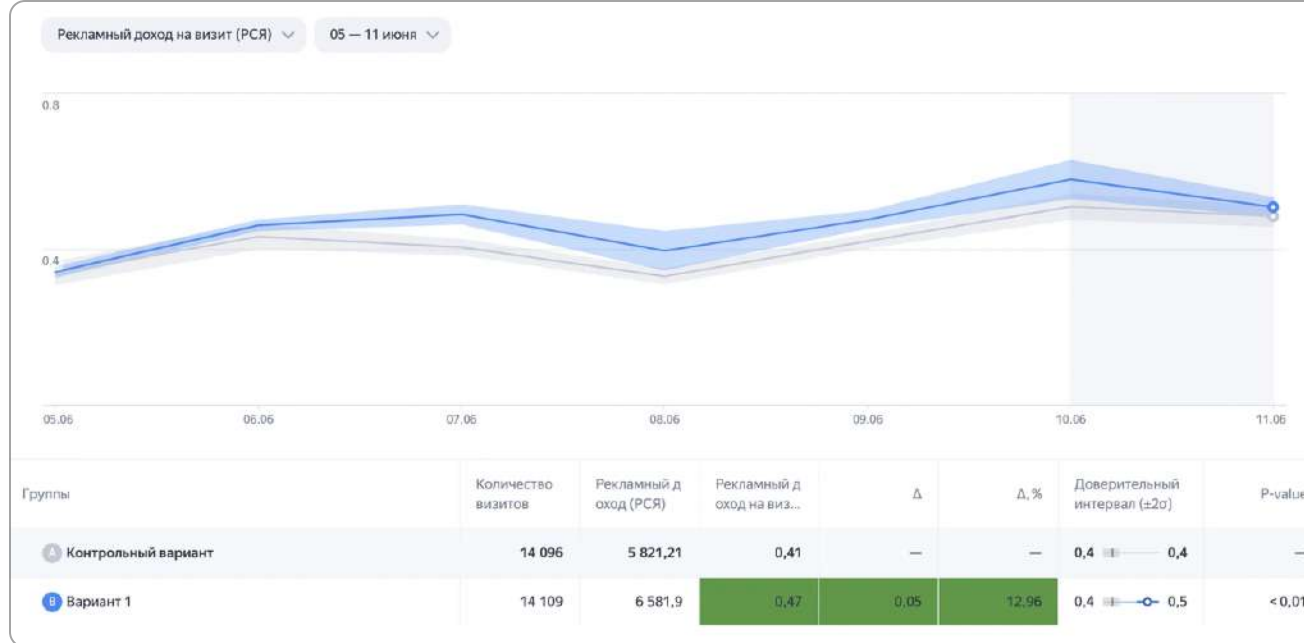 Рекламный доход на визит (РСЯ) 05 — 11 июня
0.8
0.4
05.06 06.06 07.06 08.06 09.06 10.06 11.06
Группы Количество визитов Рекламный д оход (РСЯ) Рекламный д оход на виз... Δ Δ, % Доверительный интервал (±2σ) P-value
A Контрольный вариант 14 096 5 821,21 0,41 — — 0,4 0,4 —
B Вариант 1 14 109 6 581,9 0,47 0,05 12,96 0,4 0,5 <0,01